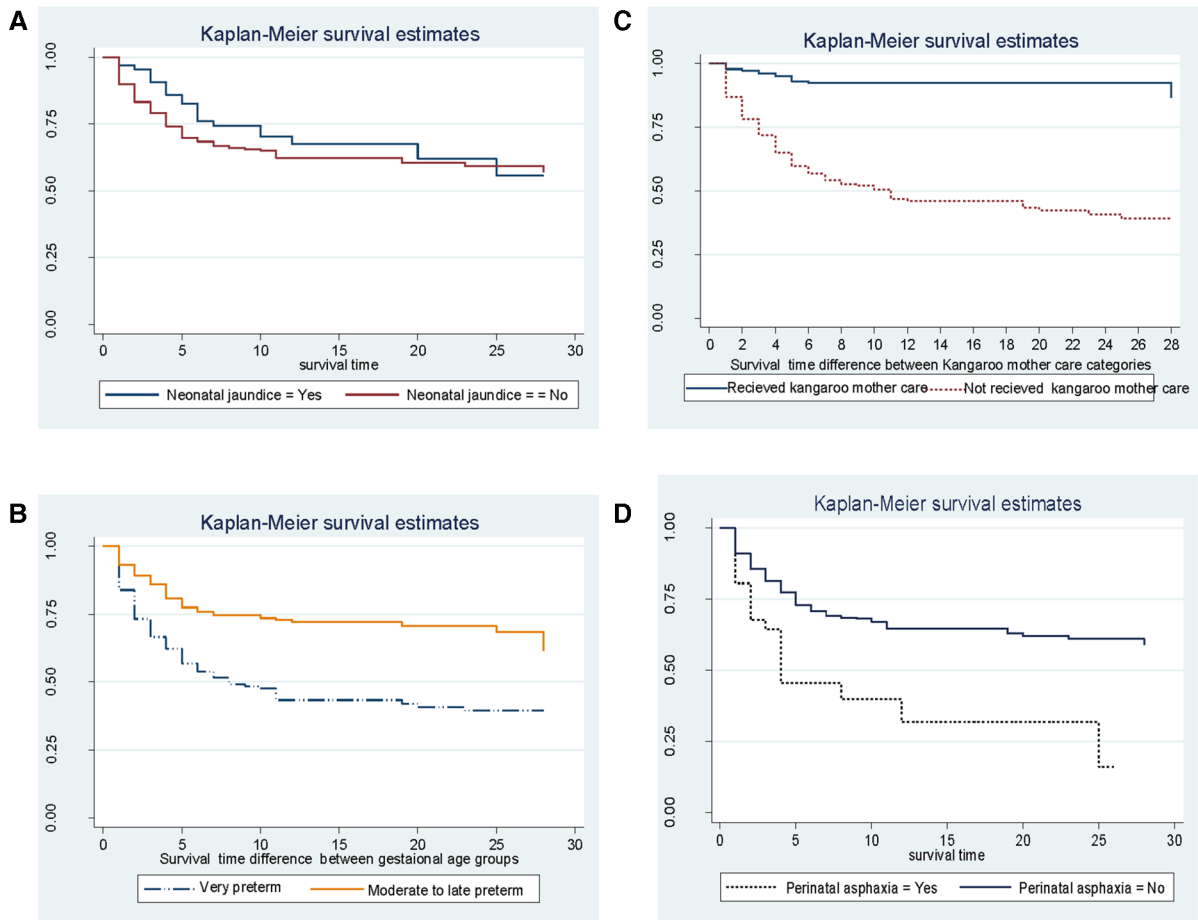 A
Kaplan-Meier survival estimates
1.00
0.75
0.50
0.25
0.00
0 5 10 15 20 25 30
survival time
Neonatal jaundice = Yes Neonatal jaundice = = No
B
Kaplan-Meier survival estimates
1.00
0.75
0.50
0.25
0.00
0 5 10 15 20 25 30
Survival time difference between gestaional age groups
Very preterm Moderate to late preterm
C
Kaplan-Meier survival estimates
1.00
0.75
0.50
0.25
0.00
0 2 4 6 8 10 12 14 16 18 20 22 24 26 28
Survival time difference between Kangaroo mother care categories
Recieved kangaroo mother care Not recieved kangaroo mother care
D
Kaplan-Meier survival estimates
1.00
0.75
0.50
0.25
0.00
0 5 10 15 20 25 30
survival time
Perinatal asphaxia = Yes Perinatal asphaxia = No